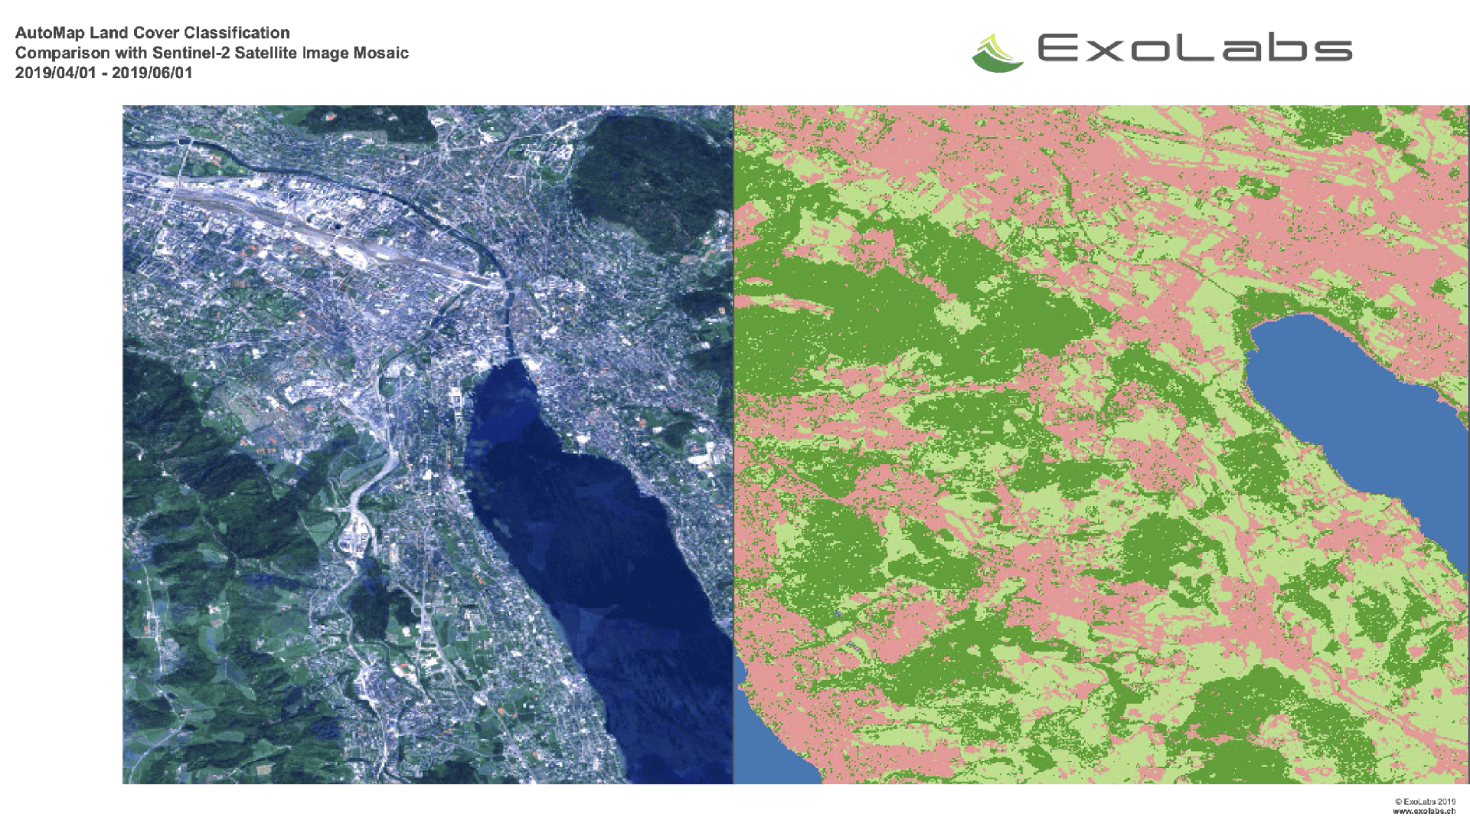 AutoMap Land Cover Classification
Comparison with Sentinel-2 Satellite Image Mosaic
2019/04/01 - 2019/06/01
ExoLabs
© ExoLabs 2019
www.exolabs.ch